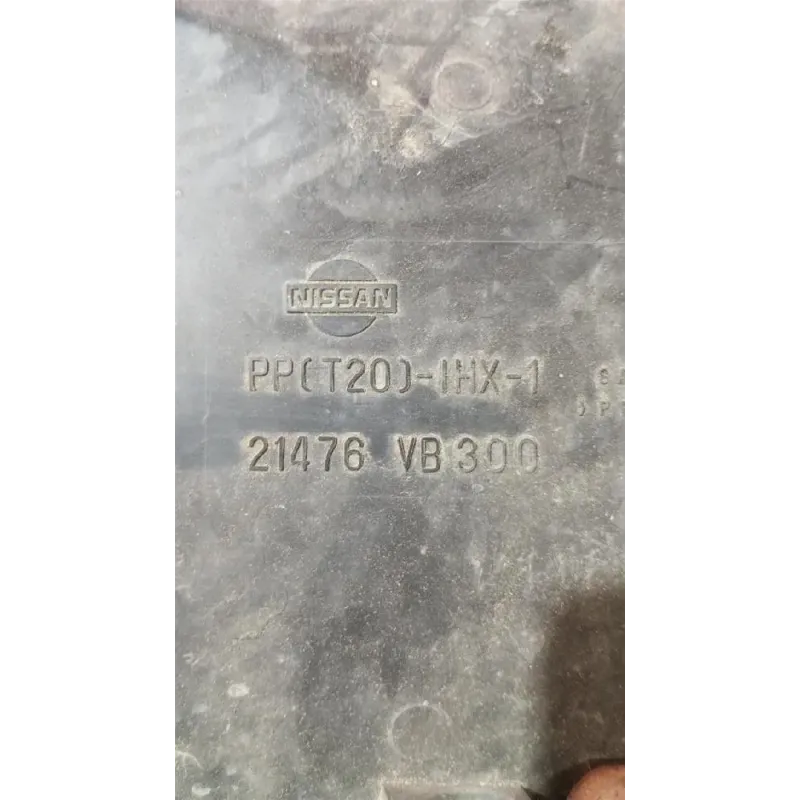 NISSAN
PP(T20)-IHX-1
21476 VB300